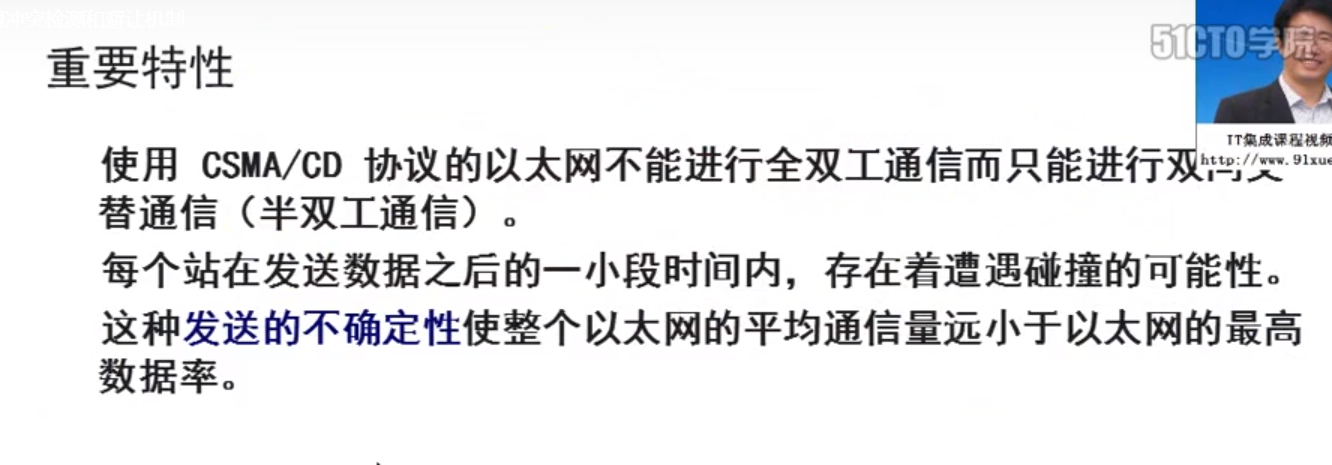 重要特性
51CTO学院
IT集成课程视频
http://www.91xue
使用 CSMA/CD 协议的以太网不能进行全双工通信而只能进行双向交
替通信（半双工通信）。
每个站在发送数据之后的一小段时间内，存在着遭遇碰撞的可能性。
这种发送的不确定性使整个以太网的平均通信量远小于以太网的最高
数据率。